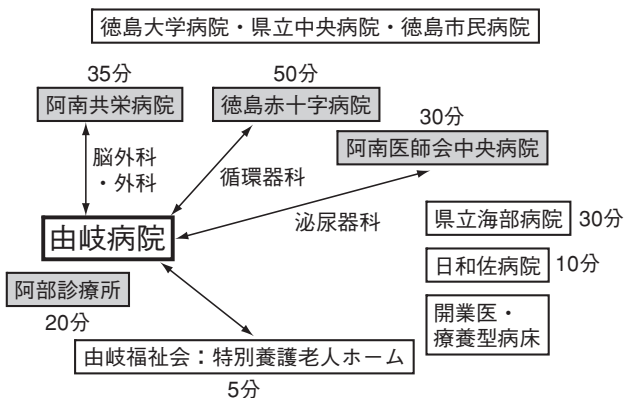 徳島大学病院・県立中央病院・徳島市民病院
35分
50分
阿南共栄病院
徳島赤十字病院
30分
阿南医師会中央病院
脳外科
・外科
循環器科
泌尿器科
由岐病院
県立海部病院
30分
日和佐病院
10分
阿部診療所
20分
開業医・
療養型病床
由岐福祉会：特別養護老人ホーム
5分